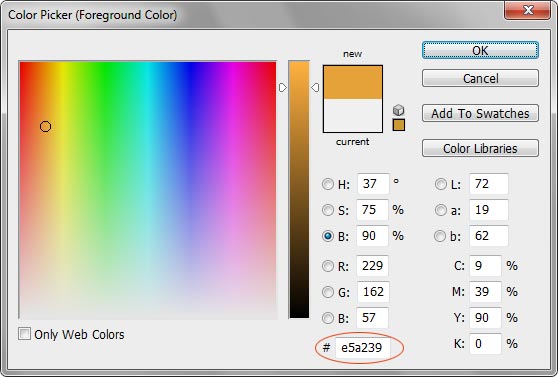 Color Picker (Foreground Color)
new
current
OK
Cancel
Add To Swatches
Color Libraries
H: 37 °
S: 75 %
B: 90 %
R: 229
G: 162
B: 57
# e5a239
L: 72
a: 19
b: 62
C: 9 %
M: 39 %
Y: 90 %
K: 0 %
Only Web Colors